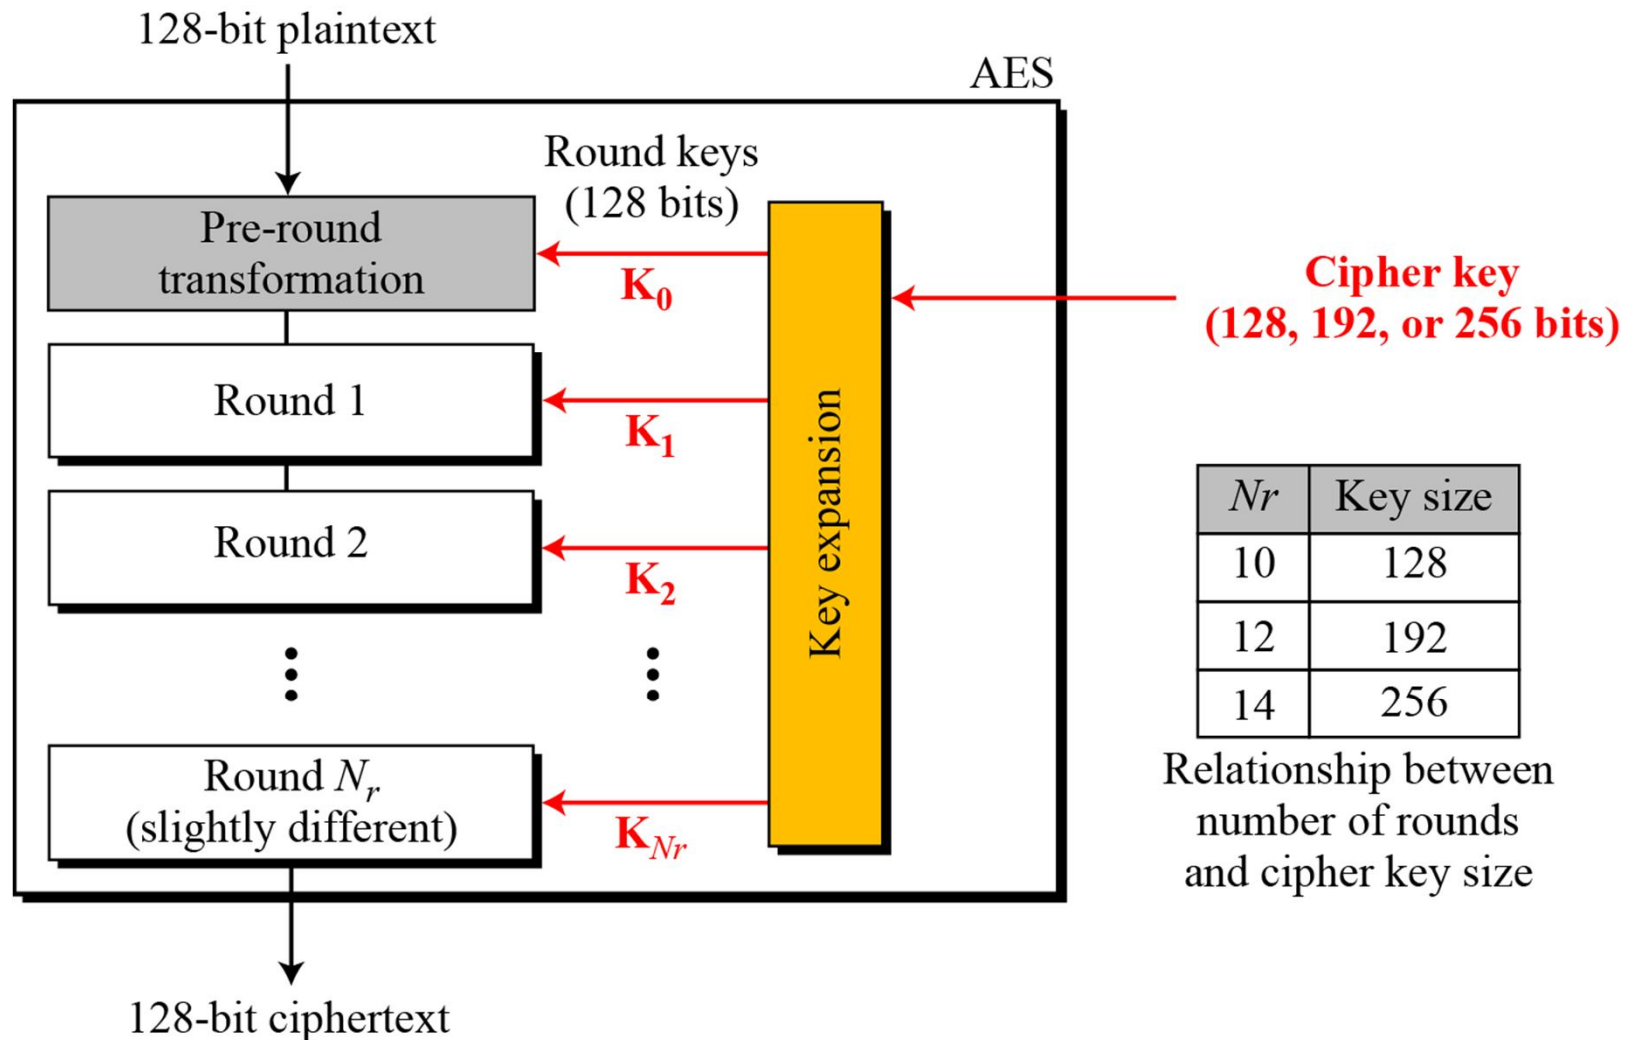 128-bit plaintext
AES
Round keys
(128 bits)
Pre-round
transformation
K0
Cipher key
(128, 192, or 256 bits)
Round 1
K1
Key expansion
Round 2
K2
Nr Key size
10 128
12 192
14 256
Relationship between
number of rounds
and cipher key size
Round Nr
(slightly different)
KNr
128-bit ciphertext